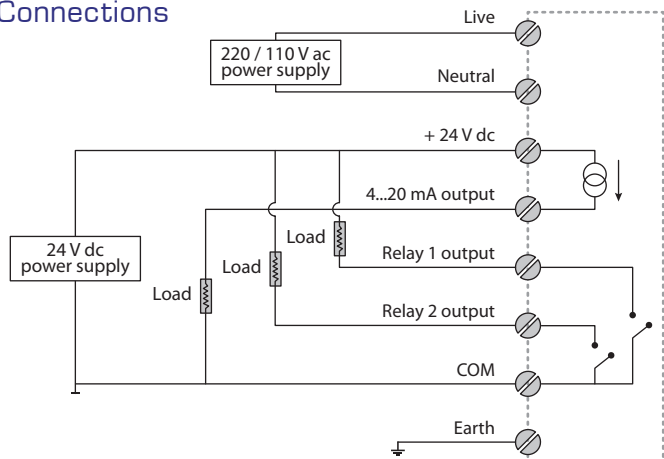 Connections
Live
220 / 110 V ac
power supply
Neutral
+ 24 V dc
4...20 mA output
Load
Relay 1 output
24 V dc
power supply
Load
Load
Relay 2 output
COM
Earth